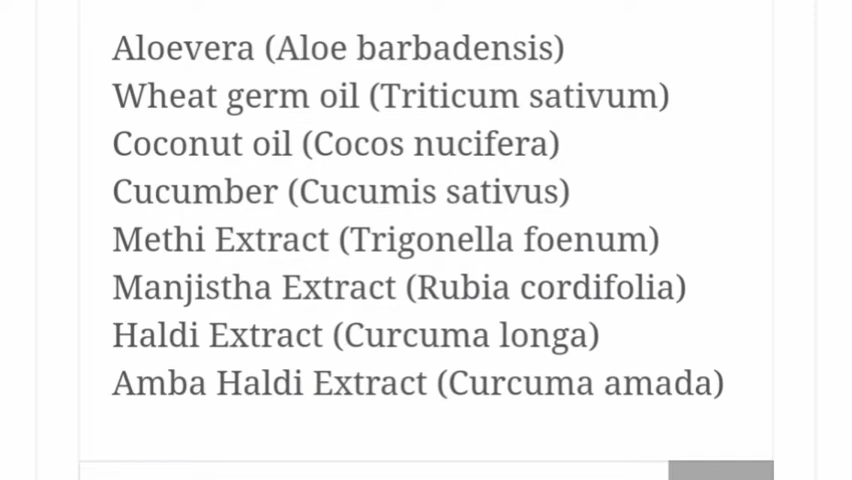 Aloevera (Aloe barbadensis)
Wheat germ oil (Triticum sativum)
Coconut oil (Cocos nucifera)
Cucumber (Cucumis sativus)
Methi Extract (Trigonella foenum)
Manjistha Extract (Rubia cordifolia)
Haldi Extract (Curcuma longa)
Amba Haldi Extract (Curcuma amada)